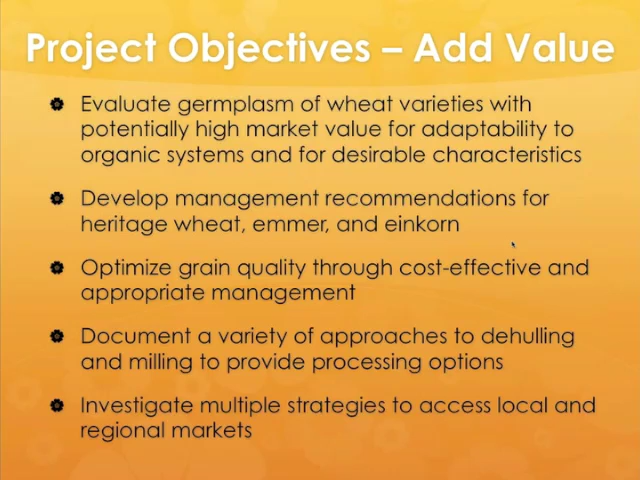 Project Objectives – Add Value
Evaluate germplasm of wheat varieties with
potentially high market value for adaptability to
organic systems and for desirable characteristics
Develop management recommendations for
heritage wheat, emmer, and einkorn
Optimize grain quality through cost-effective and
appropriate management
Document a variety of approaches to dehulling
and milling to provide processing options
Investigate multiple strategies to access local and
regional markets